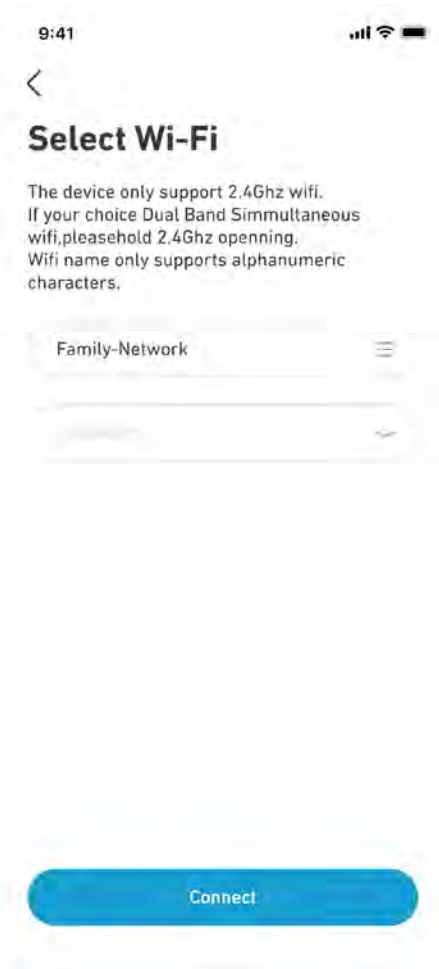 9:41
Select Wi-Fi
The device only support 2.4Ghz wifi.
If your choice Dual Band Simmultaneous
wifi,pleasehold 2.4Ghz openning.
Wifi name only supports alphanumeric
characters.
Family-Network
Connect